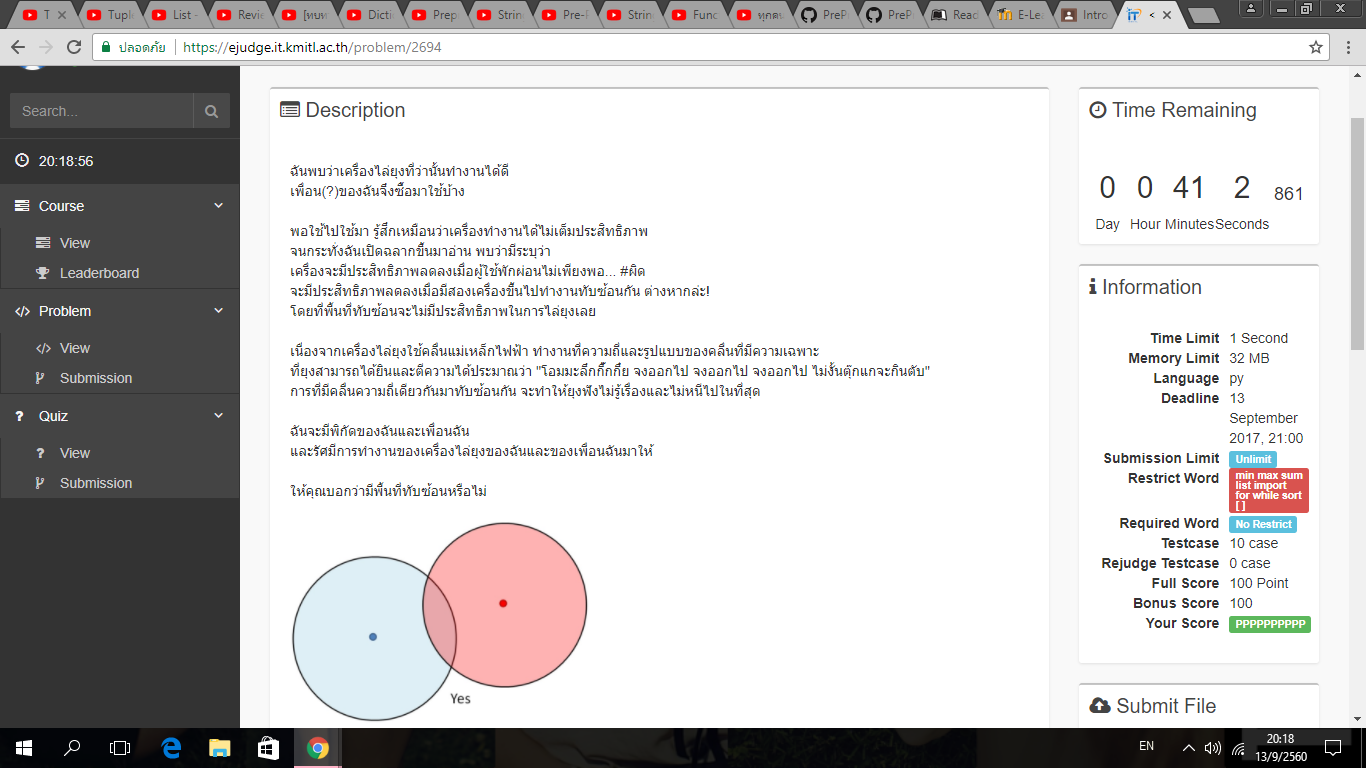 T
Tuple
List -
Revie
[ทบท
Dictio
Prep
String
Pre-P
String
Func
ทุกคน
PrePr
PrePr
Read
E-Lea
Intro
<
ปลอดภัย
https://ejudge.it.kmitl.ac.th/problem/2694
Search...
20:18:56
Course
View
Leaderboard
Problem
View
Submission
Quiz
View
Submission
Description
ฉันพบว่าเครื่องไล่ยุงที่ว่านั้นทำงานได้ดี
เพื่อน(?)ของฉันจึงซื้อมาใช้บ้าง
พอใช้ไปใช้มา รู้สึกเหมือนว่าเครื่องทำงานได้ไม่เต็มประสิทธิภาพ
จนกระทั่งฉันเปิดฉลากขึ้นมาอ่าน พบว่ามีระบุว่า
เครื่องจะมีประสิทธิภาพลดลงเมื่อผู้ใช้พักผ่อนไม่เพียงพอ... #ผิด
จะมีประสิทธิภาพลดลงเมื่อมีสองเครื่องขึ้นไปทำงานทับซ้อนกัน ต่างหากล่ะ!
โดยที่พื้นที่ทับซ้อนจะไม่มีประสิทธิภาพในการไล่ยุงเลย
เนื่องจากเครื่องไล่ยุงใช้คลื่นแม่เหล็กไฟฟ้า ทำงานที่ความถี่และรูปแบบของคลื่นที่มีความเฉพาะ
ที่ยุงสามารถได้ยินและตีความได้ประมาณว่า "โอมมะลึกกึ๊กกึ๋ย จงออกไป จงออกไป จงออกไป ไม่งั้นตุ๊กแกจะกินตับ"
การที่มีคลื่นความถี่เดียวกันมาทับซ้อนกัน จะทำให้ยุงฟังไม่รู้เรื่องและไม่หนีไปในที่สุด
ฉันจะมีพิกัดของฉันและเพื่อนฉัน
และรัศมีการทำงานของเครื่องไล่ยุงของฉันและของเพื่อนฉันมาให้
ให้คุณบอกว่ามีพื้นที่ทับซ้อนหรือไม่
Yes
Time Remaining
0 0 41 2 861
Day Hour Minutes Seconds
Information
Time Limit 1 Second
Memory Limit 32 MB
Language py
Deadline 13
September
2017, 21:00
Submission Limit Unlimit
Restrict Word min max sum
list import
for while sort
[ ]
Required Word No Restrict
Testcase 10 case
Rejudge Testcase 0 case
Full Score 100 Point
Bonus Score 100
Your Score PPPPPPPPPP
Submit File
EN
20:18
13/9/2560